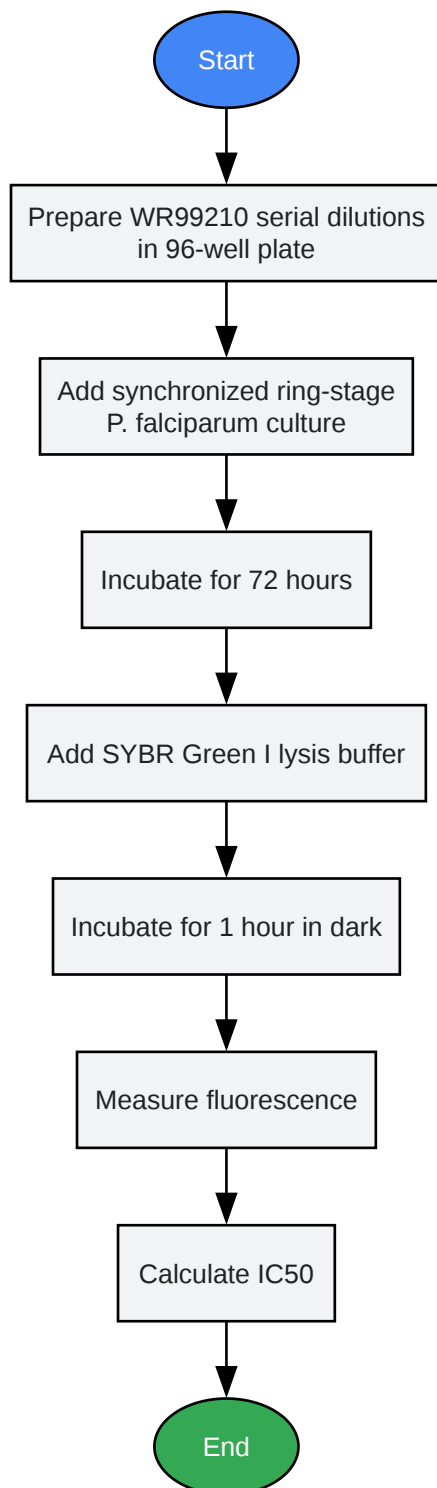 Start
Prepare WR99210 serial dilutions
in 96-well plate
Add synchronized ring-stage
P. falciparum culture
Incubate for 72 hours
Add SYBR Green I lysis buffer
Incubate for 1 hour in dark
Measure fluorescence
Calculate IC50
End